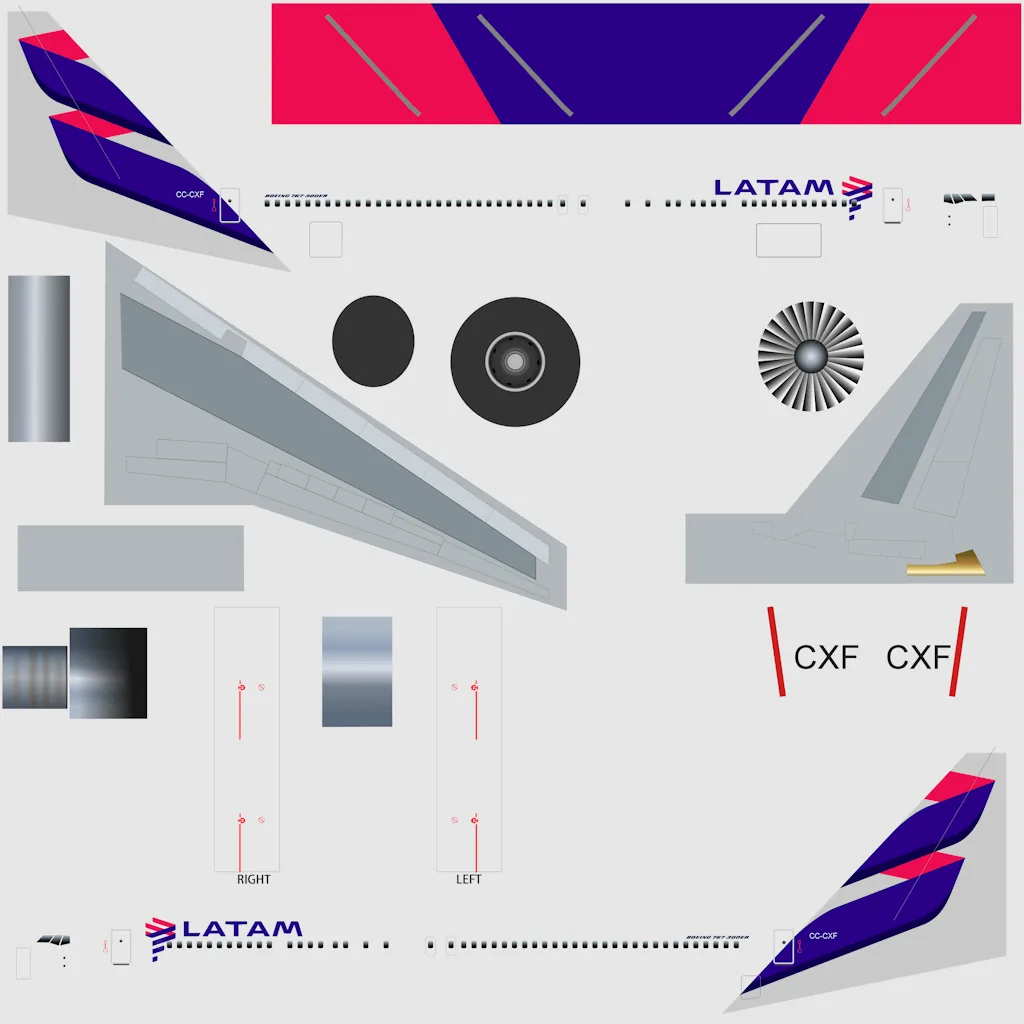 LATAM
CC-CXF
BOEING 767-300ER
CXF CXF
RIGHT
LEFT
LATAM
BOEING 767-300ER
CC-CXF